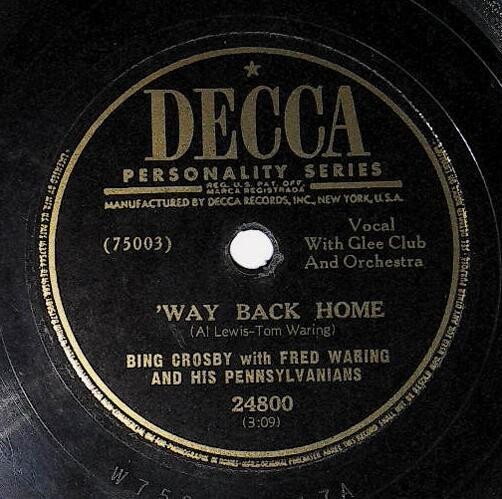 DECCA
PERSONALITY SERIES
REG. U.S. PAT. OFF.
MARCA REGISTRADA
MANUFACTURED BY DECCA RECORDS, INC., NEW YORK, U.S.A.
(75003)
Vocal
With Glee Club
And Orchestra
'WAY BACK HOME
(Al Lewis-Tom Waring)
BING CROSBY with FRED WARING
AND HIS PENNSYLVANIANS
24800
(3:09)